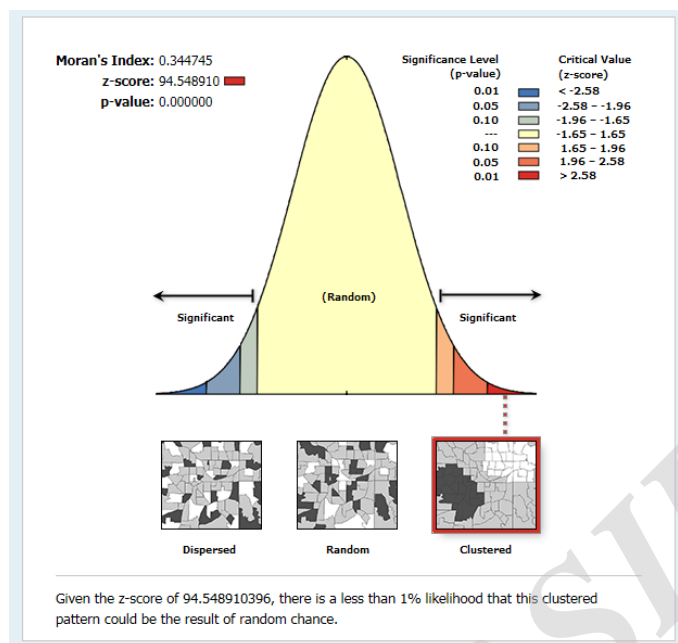 Moran's Index: 0.344745
z-score: 94.548910
p-value: 0.000000
Significance Level
(p-value)
Critical Value
(z-score)
0.01 < -2.58
0.05 -2.58 – -1.96
0.10 -1.96 – -1.65
--- -1.65 – 1.65
0.10 1.65 – 1.96
0.05 1.96 – 2.58
0.01 > 2.58
(Random)
Significant
Significant
Dispersed
Random
Clustered
Given the z-score of 94.548910396, there is a less than 1% likelihood that this clustered
pattern could be the result of random chance.